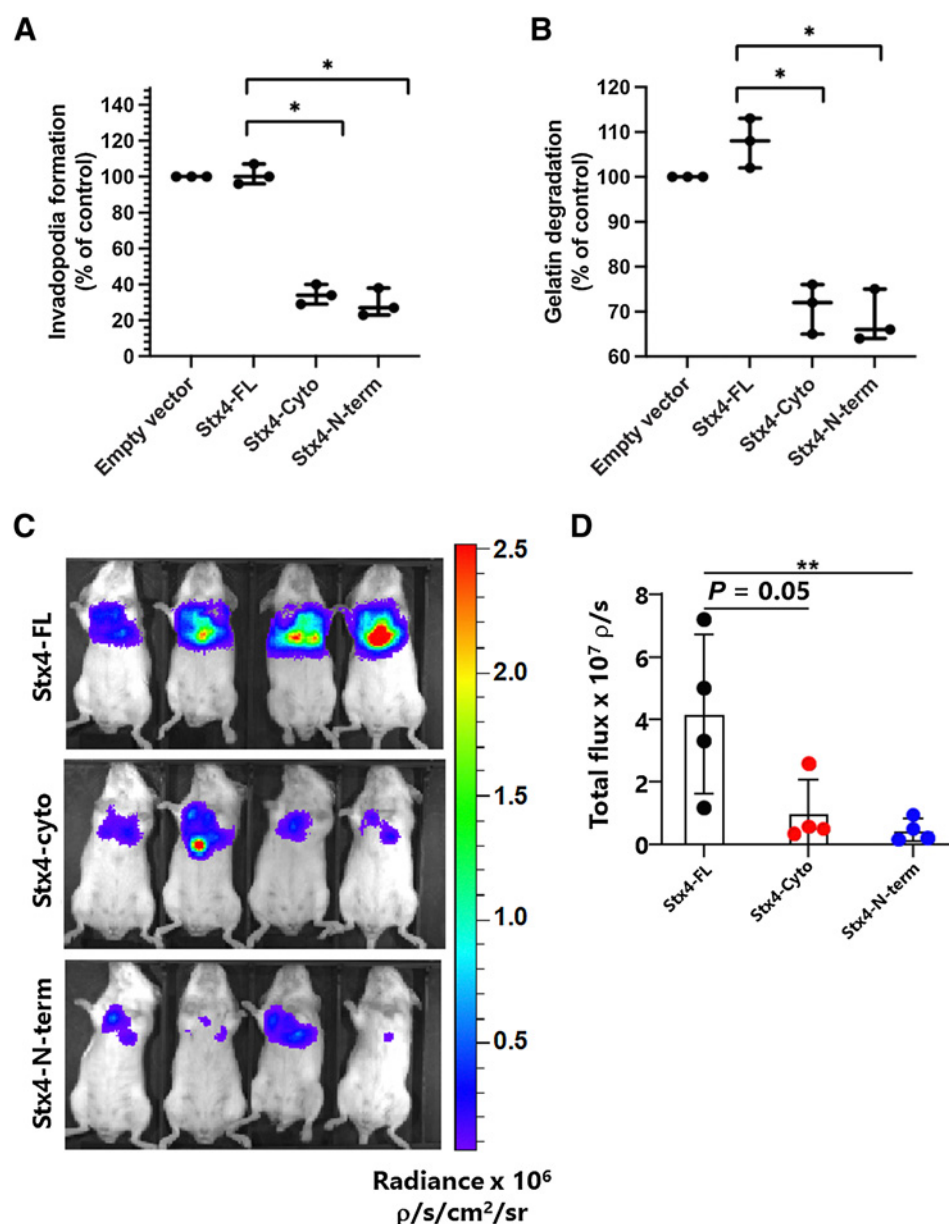 A
Invadopodia formation
(% of control)
140
120
100
80
60
40
20
0
*
*
Empty vector
Stx4-FL
Stx4-Cyto
Stx4-N-term
B
Gelatin degradation
(% of control)
120
110
100
90
80
70
60
*
*
Empty vector
Stx4-FL
Stx4-Cyto
Stx4-N-term
C
Stx4-FL
Stx4-cyto
Stx4-N-term
2.5
2.0
1.5
1.0
0.5
Radiance x 10⁶
ρ/s/cm²/sr
D
Total flux x 10⁷ ρ/s
8
6
4
2
0
**
P = 0.05
Stx4-FL
Stx4-Cyto
Stx4-N-term